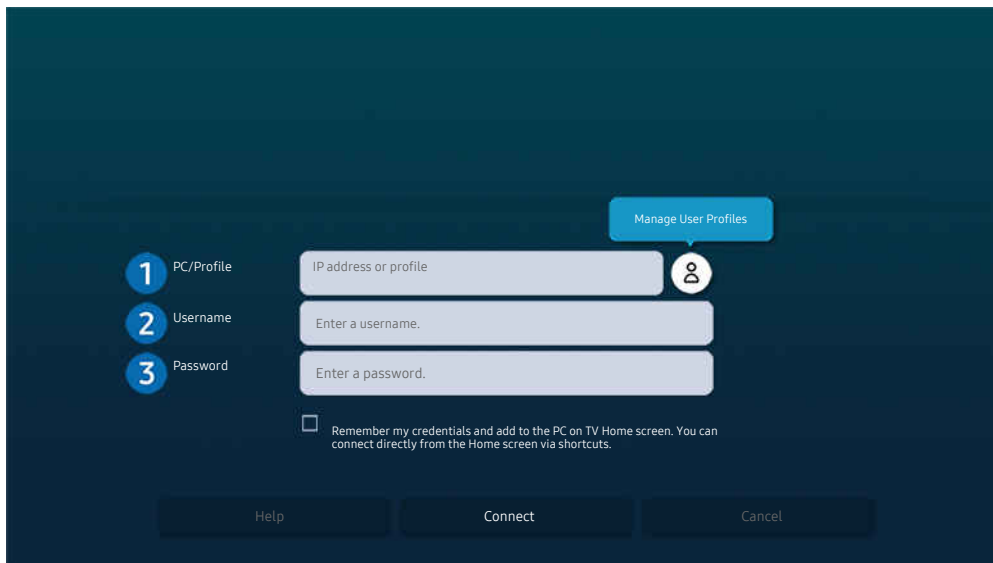 Manage User Profiles
1 PC/Profile IP address or profile
2 Username Enter a username.
3 Password Enter a password.
Remember my credentials and add to the PC on TV Home screen. You can
connect directly from the Home screen via shortcuts.
Help Connect Cancel